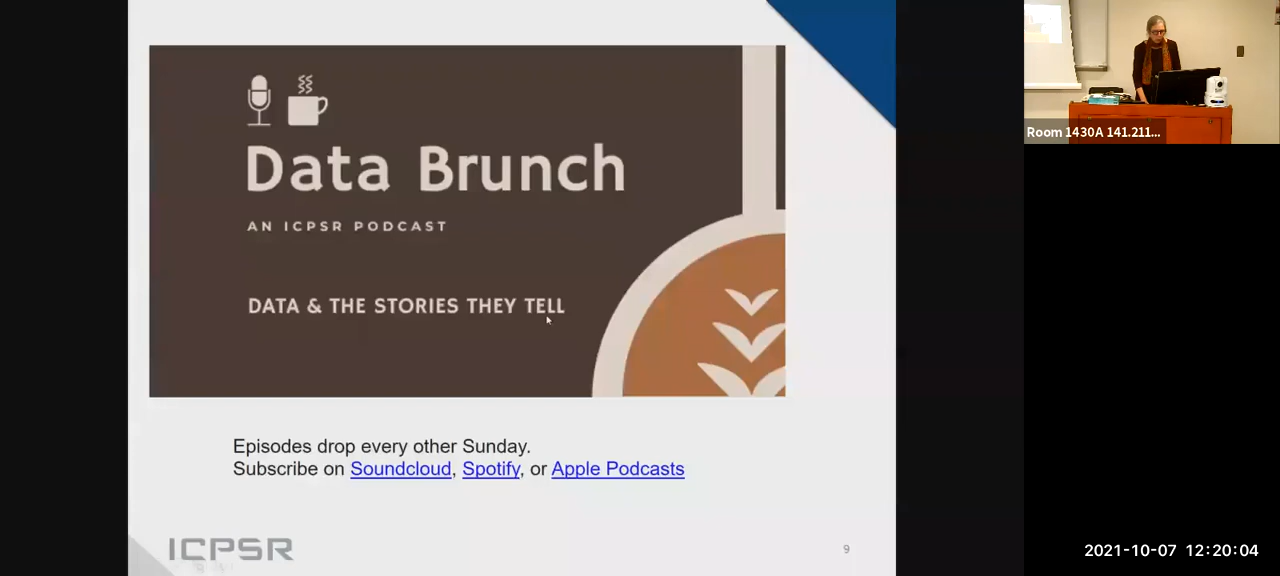 Data Brunch
AN ICPSR PODCAST
DATA & THE STORIES THEY TELL
Episodes drop every other Sunday.
Subscribe on Soundcloud, Spotify, or Apple Podcasts
ICPSR
9
Room 1430A 141.211...
2021-10-07 12:20:04